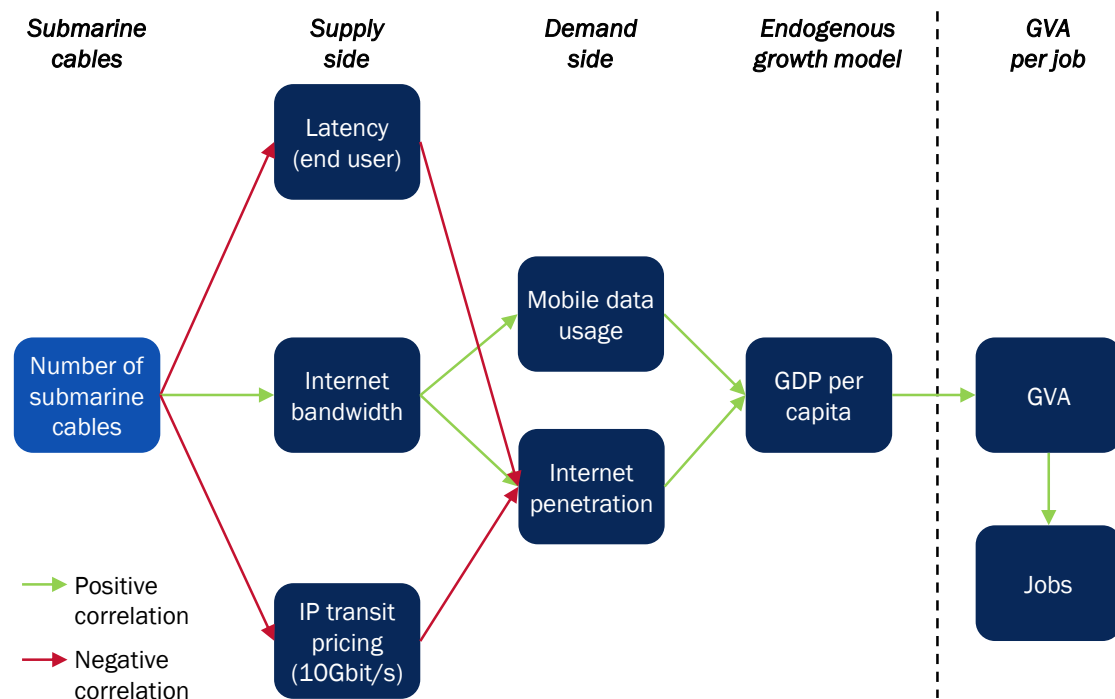 Submarine
cables
Supply
side
Demand
side
Endogenous
growth model
GVA
per job
Latency
(end user)
Mobile data
usage
Number of
submarine
cables
Internet
bandwidth
GDP per
capita
GVA
Internet
penetration
Jobs
IP transit
pricing
(10Gbit/s)
Positive
correlation
Negative
correlation